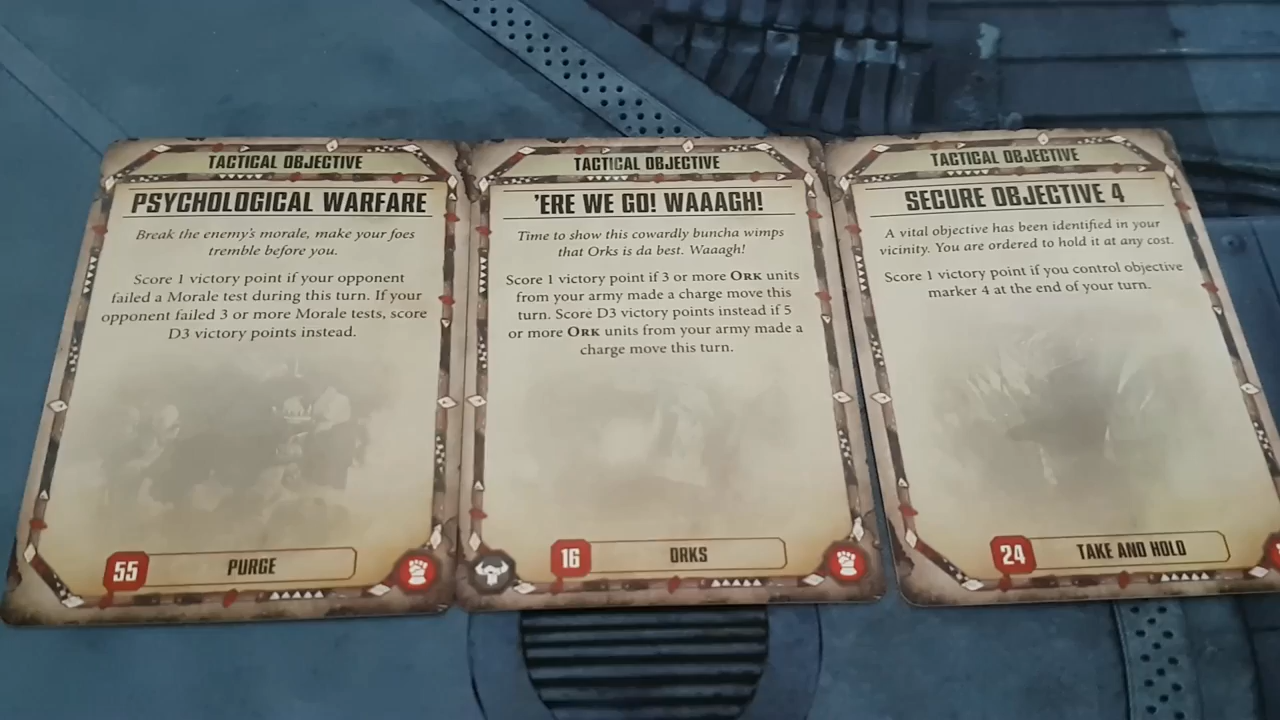 TACTICAL OBJECTIVE
PSYCHOLOGICAL WARFARE
Break the enemy's morale, make your foes
tremble before you.
Score 1 victory point if your opponent
failed a Morale test during this turn. If your
opponent failed 3 or more Morale tests, score
D3 victory points instead.
55
PURGE
TACTICAL OBJECTIVE
'ERE WE GO! WAAAGH!
Time to show this cowardly buncha wimps
that Orks is da best. Waaagh!
Score 1 victory point if 3 or more ORK units
from your army made a charge move this
turn. Score D3 victory points instead if 5
or more ORK units from your army made a
charge move this turn.
16
ORKS
TACTICAL OBJECTIVE
SECURE OBJECTIVE 4
A vital objective has been identified in your
vicinity. You are ordered to hold it at any cost.
Score 1 victory point if you control objective
marker 4 at the end of your turn.
24
TAKE AND HOLD